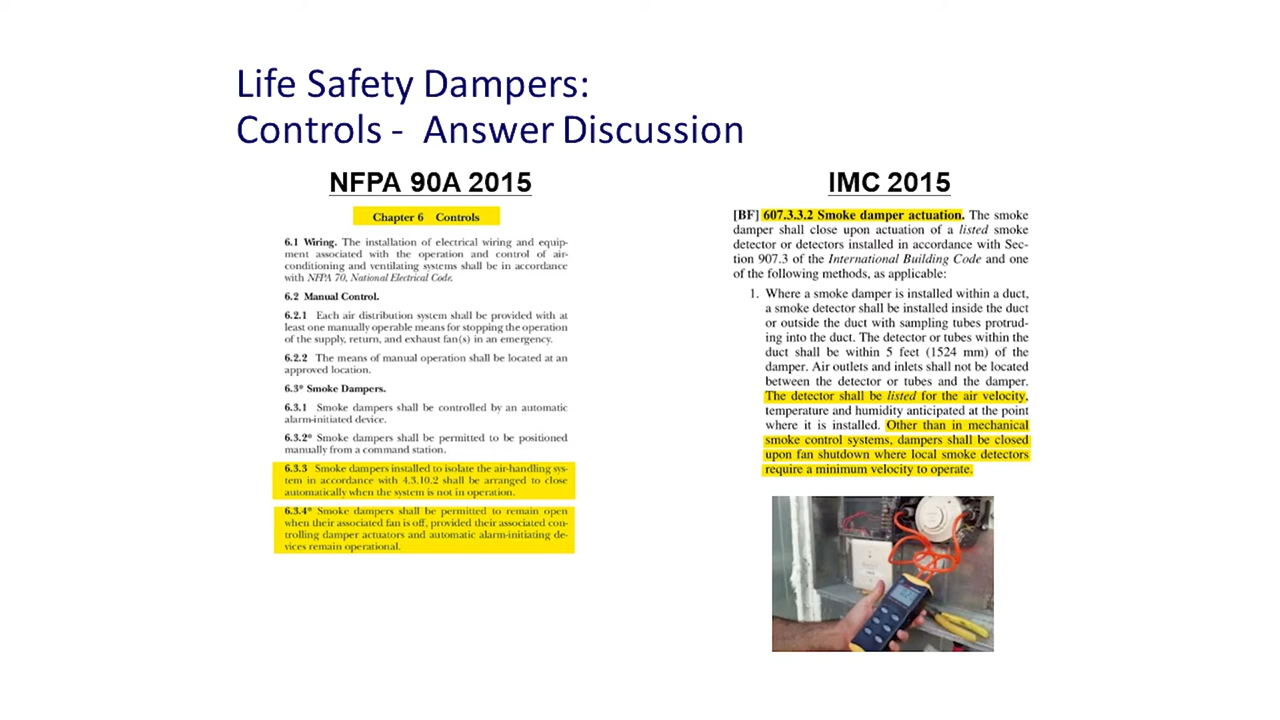 Life Safety Dampers:
Controls - Answer Discussion
NFPA 90A 2015
Chapter 6 Controls
6.1 Wiring. The installation of electrical wiring and equip-
ment associated with the operation and control of air-
conditioning and ventilating systems shall be in accordance
with NFPA 70, National Electrical Code.
6.2 Manual Control.
6.2.1 Each air distribution system shall be provided with at
least one manually operable means for stopping the operation
of the supply, return, and exhaust fan(s) in an emergency.
6.2.2 The means of manual operation shall be located at an
approved location.
6.3* Smoke Dampers.
6.3.1 Smoke dampers shall be controlled by an automatic
alarm-initiated device.
6.3.2* Smoke dampers shall be permitted to be positioned
manually from a command station.
6.3.3 Smoke dampers installed to isolate the air-handling sys-
tem in accordance with 4.3.10.2 shall be arranged to close
automatically when the system is not in operation.
6.3.4* Smoke dampers shall be permitted to remain open
when their associated fan is off, provided their associated con-
trolling damper actuators and automatic alarm-initiating de-
vices remain operational.
IMC 2015
[BF] 607.3.3.2 Smoke damper actuation. The smoke
damper shall close upon actuation of a listed smoke
detector or detectors installed in accordance with Sec-
tion 907.3 of the International Building Code and one
of the following methods, as applicable:
1. Where a smoke damper is installed within a duct,
a smoke detector shall be installed inside the duct
or outside the duct with sampling tubes protrud-
ing into the duct. The detector or tubes within the
duct shall be within 5 feet (1524 mm) of the
damper. Air outlets and inlets shall not be located
between the detector or tubes and the damper.
The detector shall be listed for the air velocity,
temperature and humidity anticipated at the point
where it is installed. Other than in mechanical
smoke control systems, dampers shall be closed
upon fan shutdown where local smoke detectors
require a minimum velocity to operate.